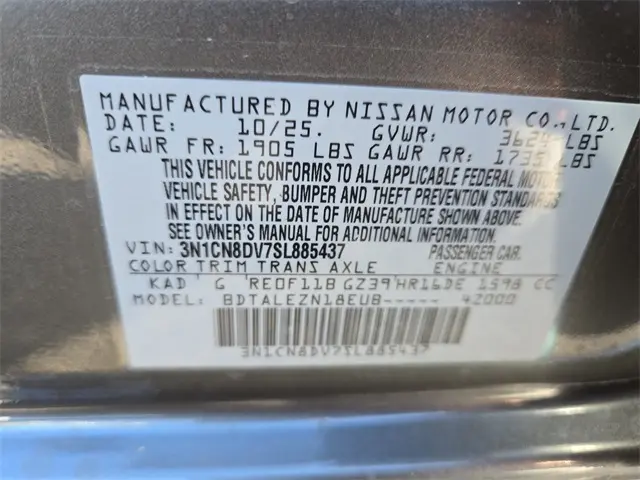 MANUFACTURED BY NISSAN MOTOR CO.,LTD.
DATE: 10/25. GVWR: LBS
GAWR FR: 1905 LBS GAWR RR: LBS
THIS VEHICLE CONFORMS TO ALL APPLICABLE FEDERAL MOTOR
VEHICLE SAFETY, BUMPER AND THEFT PREVENTION STANDARDS
IN EFFECT ON THE DATE OF MANUFACTURE SHOWN ABOVE.
SEE OWNER'S MANUAL FOR ADDITIONAL INFORMATION.
VIN: 3N1CN8DV7SL885437 PASSENGER CAR.
COLOR TRIM TRANS AXLE ENGINE
KAD G RE0F11B GZ39 HR16DE 1598 CC
MODEL: BDTALEZN18EUB----- 42000
3N1CN8DV7SL885437